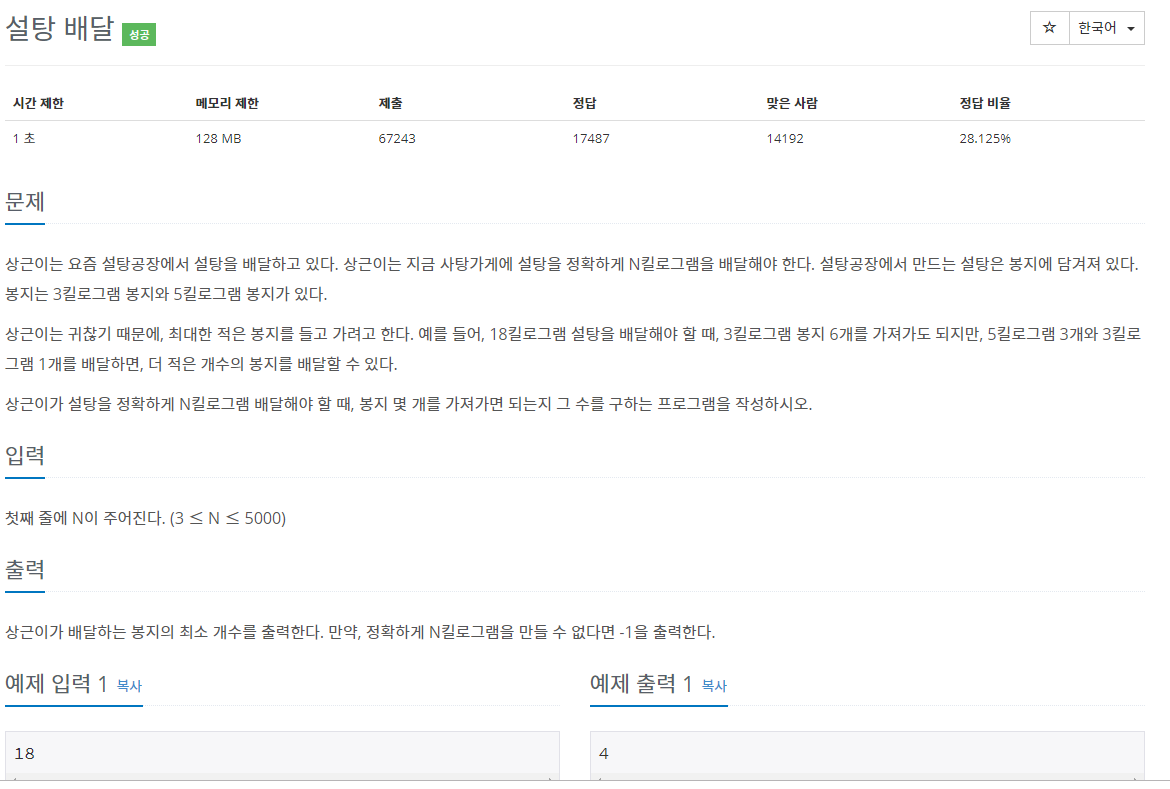 설탕 배달 성공
☆ 한국어
시간 제한 메모리 제한 제출 정답 맞은 사람 정답 비율
1 초 128 MB 67243 17487 14192 28.125%
문제
상근이는 요즘 설탕공장에서 설탕을 배달하고 있다. 상근이는 지금 사탕가게에 설탕을 정확하게 N킬로그램을 배달해야 한다. 설탕공장에서 만드는 설탕은 봉지에 담겨져 있다.
봉지는 3킬로그램 봉지와 5킬로그램 봉지가 있다.
상근이는 귀찮기 때문에, 최대한 적은 봉지를 들고 가려고 한다. 예를 들어, 18킬로그램 설탕을 배달해야 할 때, 3킬로그램 봉지 6개를 가져가도 되지만, 5킬로그램 3개와 3킬로
그램 1개를 배달하면, 더 적은 개수의 봉지를 배달할 수 있다.
상근이가 설탕을 정확하게 N킬로그램 배달해야 할 때, 봉지 몇 개를 가져가면 되는지 그 수를 구하는 프로그램을 작성하시오.
입력
첫째 줄에 N이 주어진다. (3 ≤ N ≤ 5000)
출력
상근이가 배달하는 봉지의 최소 개수를 출력한다. 만약, 정확하게 N킬로그램을 만들 수 없다면 -1을 출력한다.
예제 입력 1 복사
18
예제 출력 1 복사
4